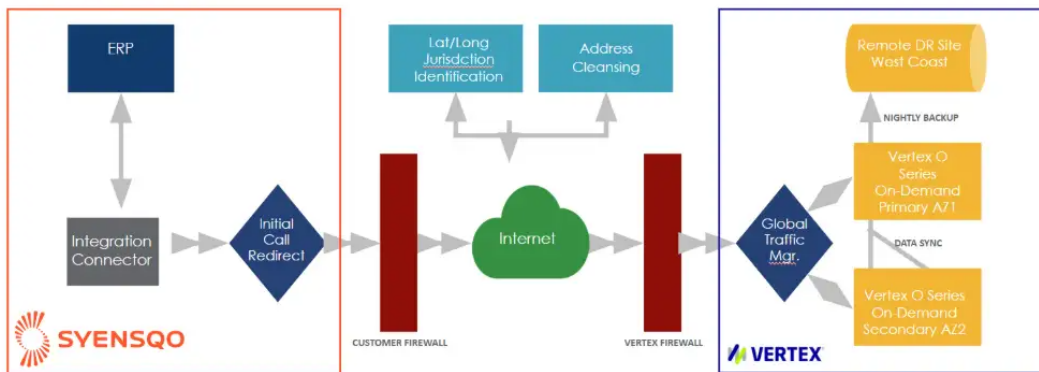 ERP
Integration
Connector
Initial
Call
Redirect
SYENSQO
CUSTOMER FIREWALL
Lat/Long
Jurisdction
Identification
Address
Cleansing
Internet
VERTEX FIREWALL
Global
Traffic
Mgr.
Remote DR Site
West Coast
NIGHTLY BACKUP
Vertex O
Series
On-Demand
Primary AZ1
DATA SYNC
Vertex O Series
On-Demand
Secondary AZ2
VERTEX